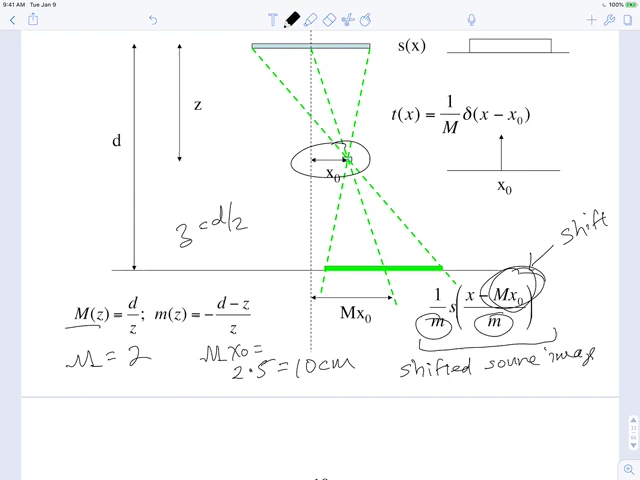 9:41 AM Tue Jan 9
100%
s(x)
z
t(x) = 1/M δ(x − x₀)
d
x₀
x₀
shift
z = d/2
M(z) = d/z; m(z) = −(d − z)/z
Mx₀
1/m s((x − Mx₀)/m)
M = 2
Mx₀ =
2·5 = 10cm
shifted source image